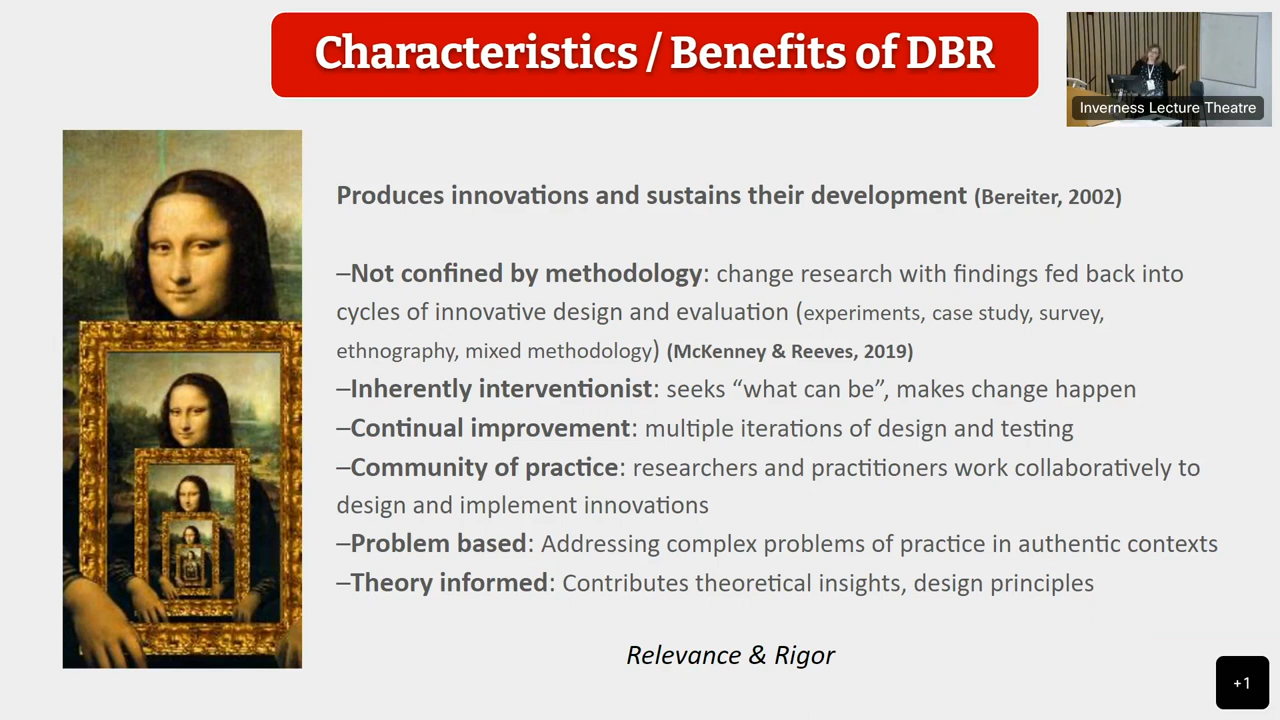 Characteristics / Benefits of DBR
Inverness Lecture Theatre
Produces innovations and sustains their development (Bereiter, 2002)
–Not confined by methodology: change research with findings fed back into
cycles of innovative design and evaluation (experiments, case study, survey,
ethnography, mixed methodology) (McKenney & Reeves, 2019)
–Inherently interventionist: seeks “what can be”, makes change happen
–Continual improvement: multiple iterations of design and testing
–Community of practice: researchers and practitioners work collaboratively to
design and implement innovations
–Problem based: Addressing complex problems of practice in authentic contexts
–Theory informed: Contributes theoretical insights, design principles
Relevance & Rigor
+1